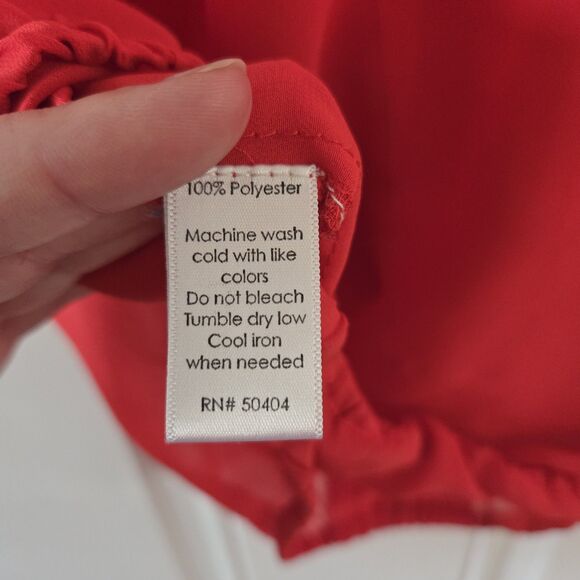 100% Polyester
Machine wash
cold with like
colors
Do not bleach
Tumble dry low
Cool iron
when needed
RN# 50404